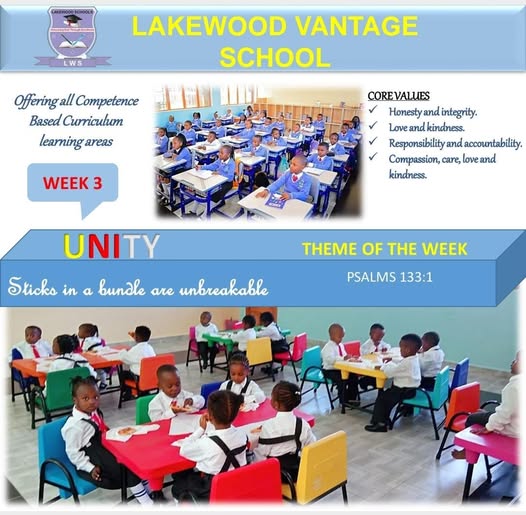 LAKEWOOD VANTAGE
SCHOOL
LWS
Offering all Competence
Based Curriculum
learning areas
WEEK 3
CORE VALUES
✓ Honesty and integrity.
✓ Love and kindness.
✓ Responsibility and accountability.
✓ Compassion, care, love and
kindness.
UNITY
THEME OF THE WEEK
PSALMS 133:1
Sticks in a bundle are unbreakable